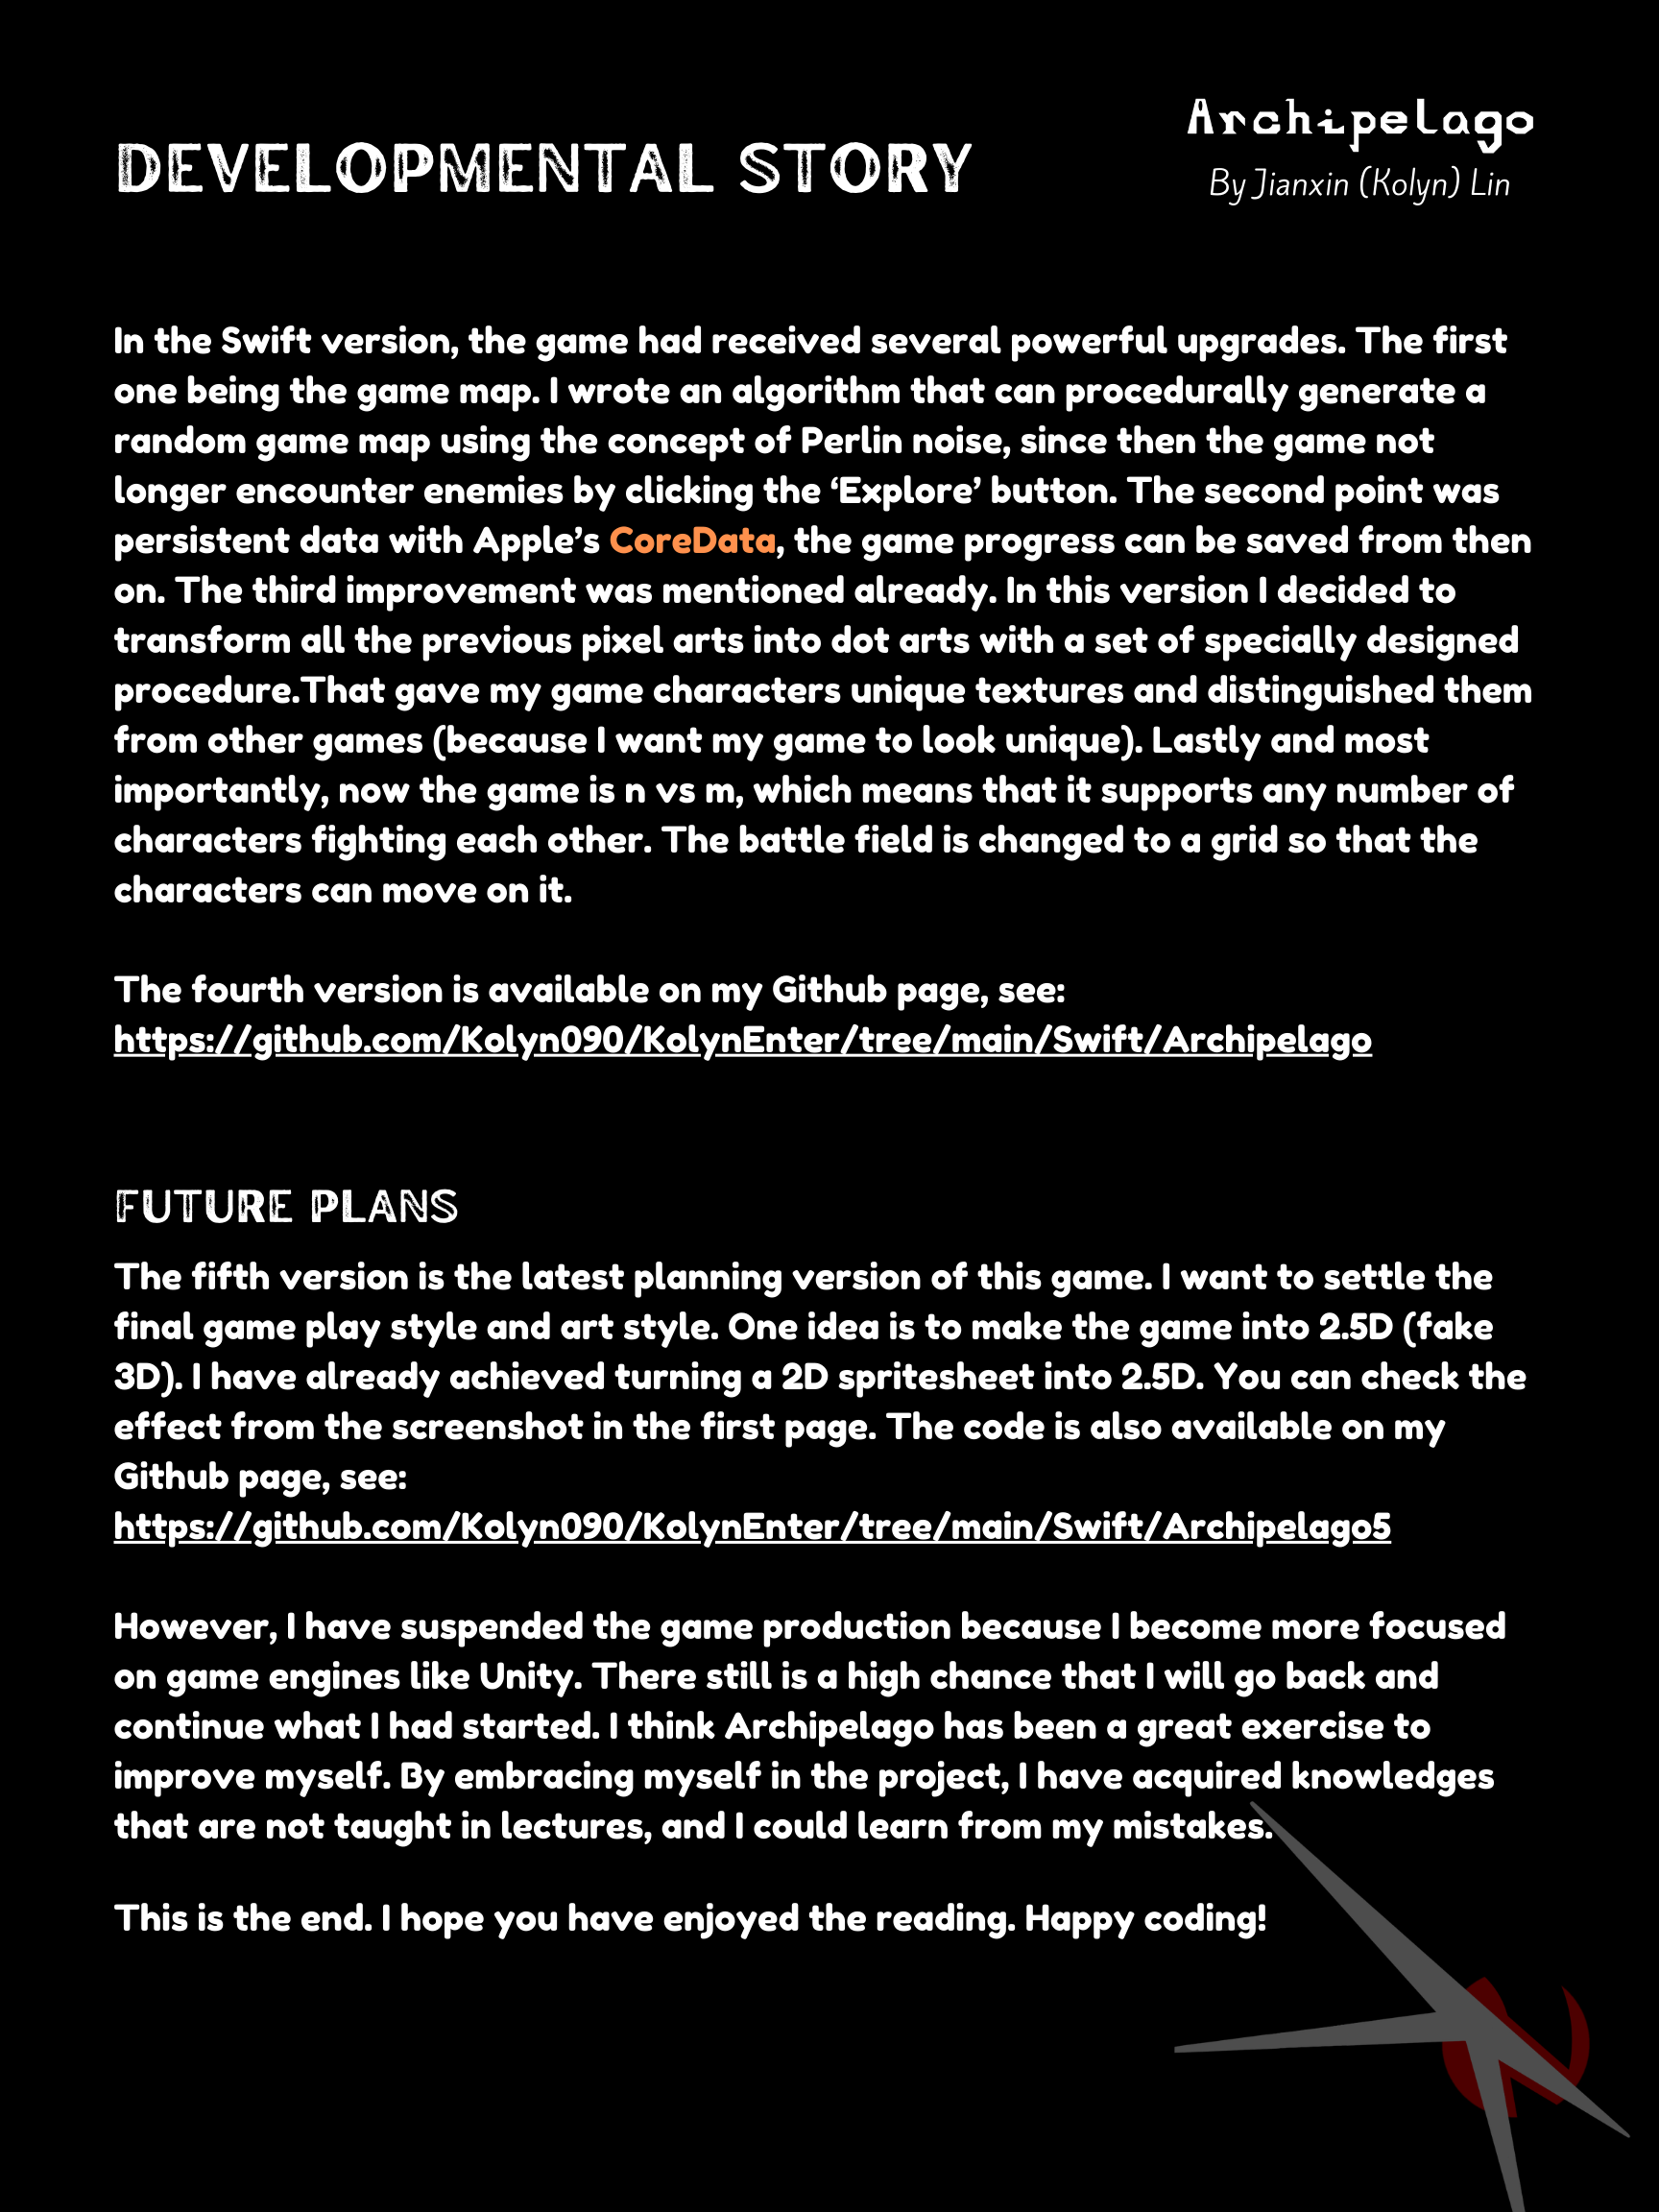 DEVELOPMENTAL STORY
Archipelago
By Jianxin (Kolyn) Lin
In the Swift version, the game had received several powerful upgrades. The first
one being the game map. I wrote an algorithm that can procedurally generate a
random game map using the concept of Perlin noise, since then the game not
longer encounter enemies by clicking the ‘Explore’ button. The second point was
persistent data with Apple’s CoreData, the game progress can be saved from then
on. The third improvement was mentioned already. In this version I decided to
transform all the previous pixel arts into dot arts with a set of specially designed
procedure.That gave my game characters unique textures and distinguished them
from other games (because I want my game to look unique). Lastly and most
importantly, now the game is n vs m, which means that it supports any number of
characters fighting each other. The battle field is changed to a grid so that the
characters can move on it.
The fourth version is available on my Github page, see:
https://github.com/Kolyn090/KolynEnter/tree/main/Swift/Archipelago
FUTURE PLANS
The fifth version is the latest planning version of this game. I want to settle the
final game play style and art style. One idea is to make the game into 2.5D (fake
3D). I have already achieved turning a 2D spritesheet into 2.5D. You can check the
effect from the screenshot in the first page. The code is also available on my
Github page, see:
https://github.com/Kolyn090/KolynEnter/tree/main/Swift/Archipelago5
However, I have suspended the game production because I become more focused
on game engines like Unity. There still is a high chance that I will go back and
continue what I had started. I think Archipelago has been a great exercise to
improve myself. By embracing myself in the project, I have acquired knowledges
that are not taught in lectures, and I could learn from my mistakes.
This is the end. I hope you have enjoyed the reading. Happy coding!